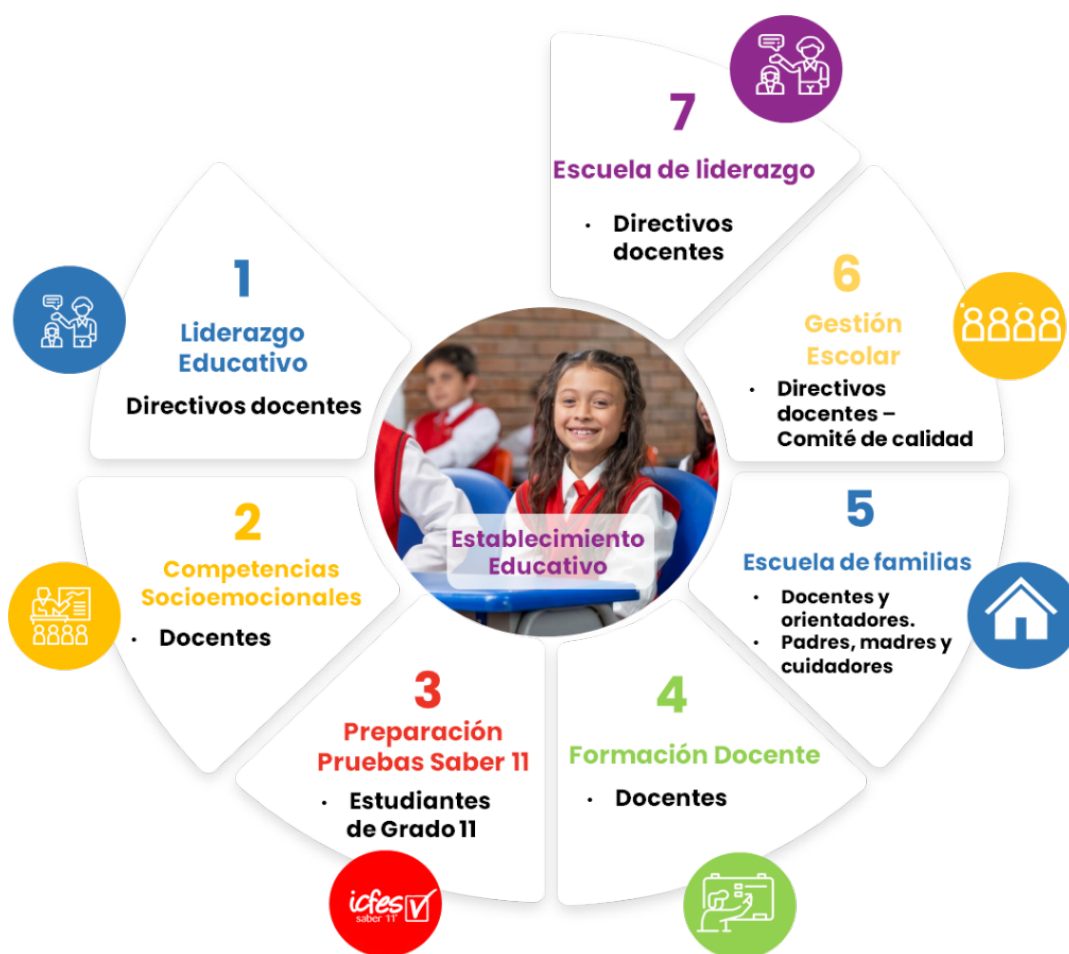 1
Liderazgo
Educativo
Directivos docentes
2
Competencias
Socioemocionales
• Docentes
3
Preparación
Pruebas Saber 11
• Estudiantes
de Grado 11
icfes
saber 11°
4
Formación Docente
• Docentes
5
Escuela de familias
• Docentes y
orientadores.
• Padres, madres y
cuidadores
6
Gestión
Escolar
• Directivos
docentes –
Comité de calidad
7
Escuela de liderazgo
• Directivos
docentes
Establecimiento
Educativo